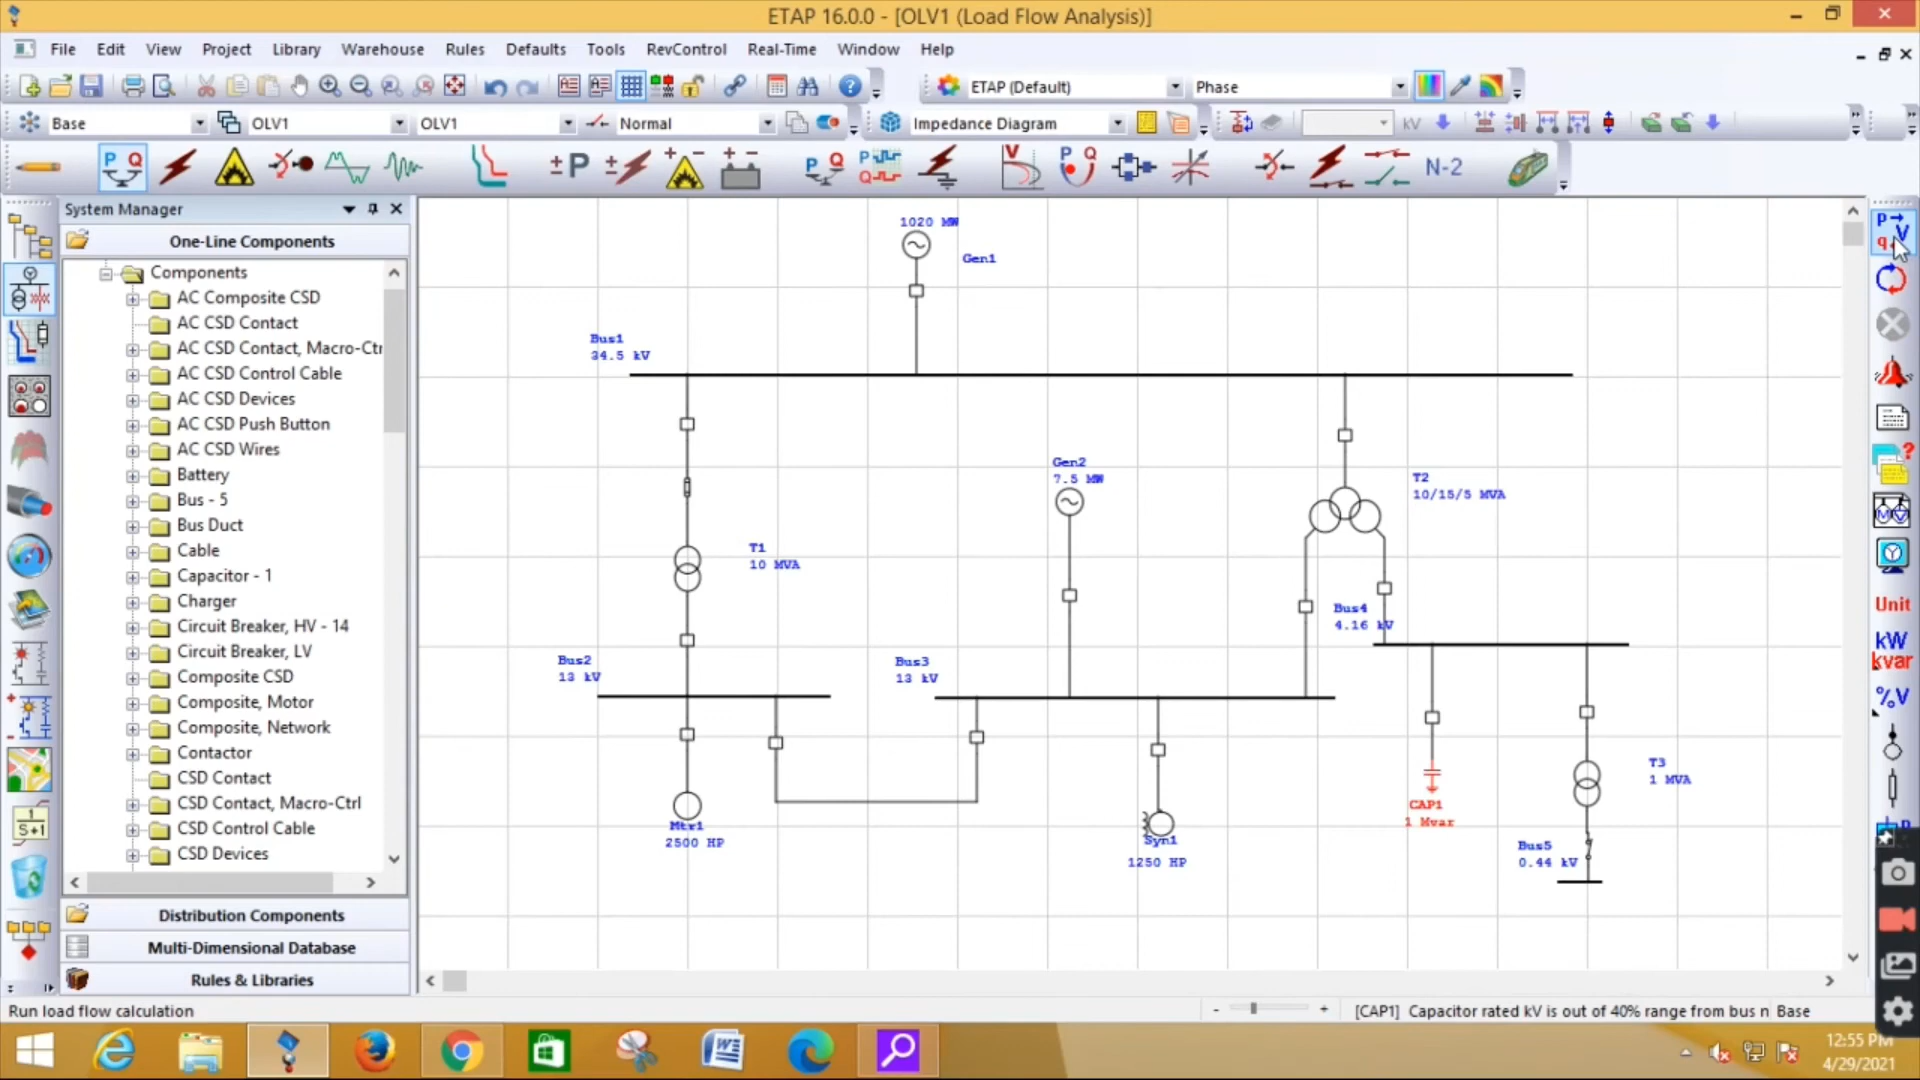 ETAP 16.0.0 - [OLV1 (Load Flow Analysis)]
File Edit View Project Library Warehouse Rules Defaults Tools RevControl Real-Time Window Help
ETAP (Default) Phase
Base OLV1 OLV1 Normal Impedance Diagram kV
P Q ±P P Q P Q V P Q N-2
System Manager
One-Line Components
Components
AC Composite CSD
AC CSD Contact
AC CSD Contact, Macro-Ctr
AC CSD Control Cable
AC CSD Devices
AC CSD Push Button
AC CSD Wires
Battery
Bus - 5
Bus Duct
Cable
Capacitor - 1
Charger
Circuit Breaker, HV - 14
Circuit Breaker, LV
Composite CSD
Composite, Motor
Composite, Network
Contactor
CSD Contact
CSD Contact, Macro-Ctrl
CSD Control Cable
CSD Devices
Distribution Components
Multi-Dimensional Database
Rules & Libraries
1020 MW
Gen1
Bus1
34.5 kV
Gen2
7.5 MW
T2
10/15/5 MVA
T1
10 MVA
Bus4
4.16 kV
Bus2
13 kV
Bus3
13 kV
T3
1 MVA
CAP1
1 Mvar
Mtr1
2500 HP
Syn1
1250 HP
Bus5
0.44 kV
Unit
kW
kvar
%V
1
S+1
Run load flow calculation
- + [CAP1] Capacitor rated kV is out of 40% range from bus n Base
12:55 PM
4/29/2021